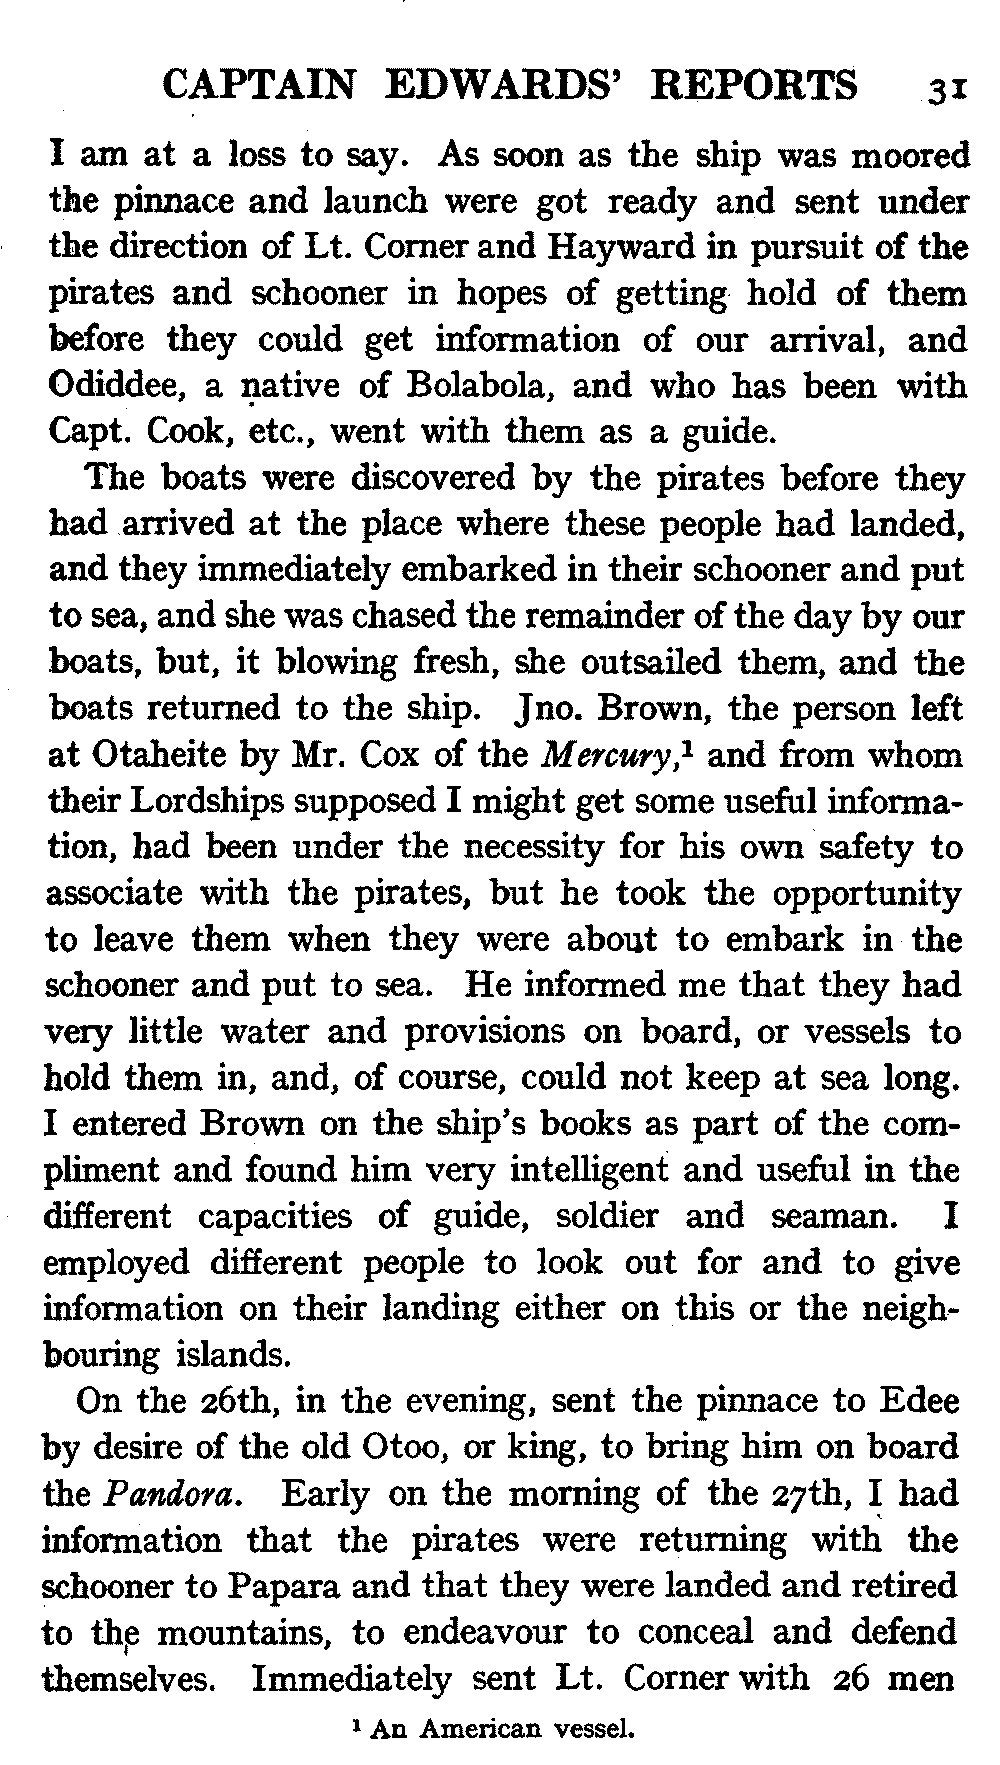 CAPTAIN EDWARDS' REPORTS 31
I am at a loss to say. As soon as the ship was moored
the pinnace and launch were got ready and sent under
the direction of Lt. Corner and Hayward in pursuit of the
pirates and schooner in hopes of getting hold of them
before they could get information of our arrival, and
Odiddee, a native of Bolabola, and who has been with
Capt. Cook, etc., went with them as a guide.
The boats were discovered by the pirates before they
had arrived at the place where these people had landed,
and they immediately embarked in their schooner and put
to sea, and she was chased the remainder of the day by our
boats, but, it blowing fresh, she outsailed them, and the
boats returned to the ship. Jno. Brown, the person left
at Otaheite by Mr. Cox of the Mercury,¹ and from whom
their Lordships supposed I might get some useful informa-
tion, had been under the necessity for his own safety to
associate with the pirates, but he took the opportunity
to leave them when they were about to embark in the
schooner and put to sea. He informed me that they had
very little water and provisions on board, or vessels to
hold them in, and, of course, could not keep at sea long.
I entered Brown on the ship's books as part of the com-
pliment and found him very intelligent and useful in the
different capacities of guide, soldier and seaman. I
employed different people to look out for and to give
information on their landing either on this or the neigh-
bouring islands.
On the 26th, in the evening, sent the pinnace to Edee
by desire of the old Otoo, or king, to bring him on board
the Pandora. Early on the morning of the 27th, I had
information that the pirates were returning with the
schooner to Papara and that they were landed and retired
to the mountains, to endeavour to conceal and defend
themselves. Immediately sent Lt. Corner with 26 men
¹ An American vessel.